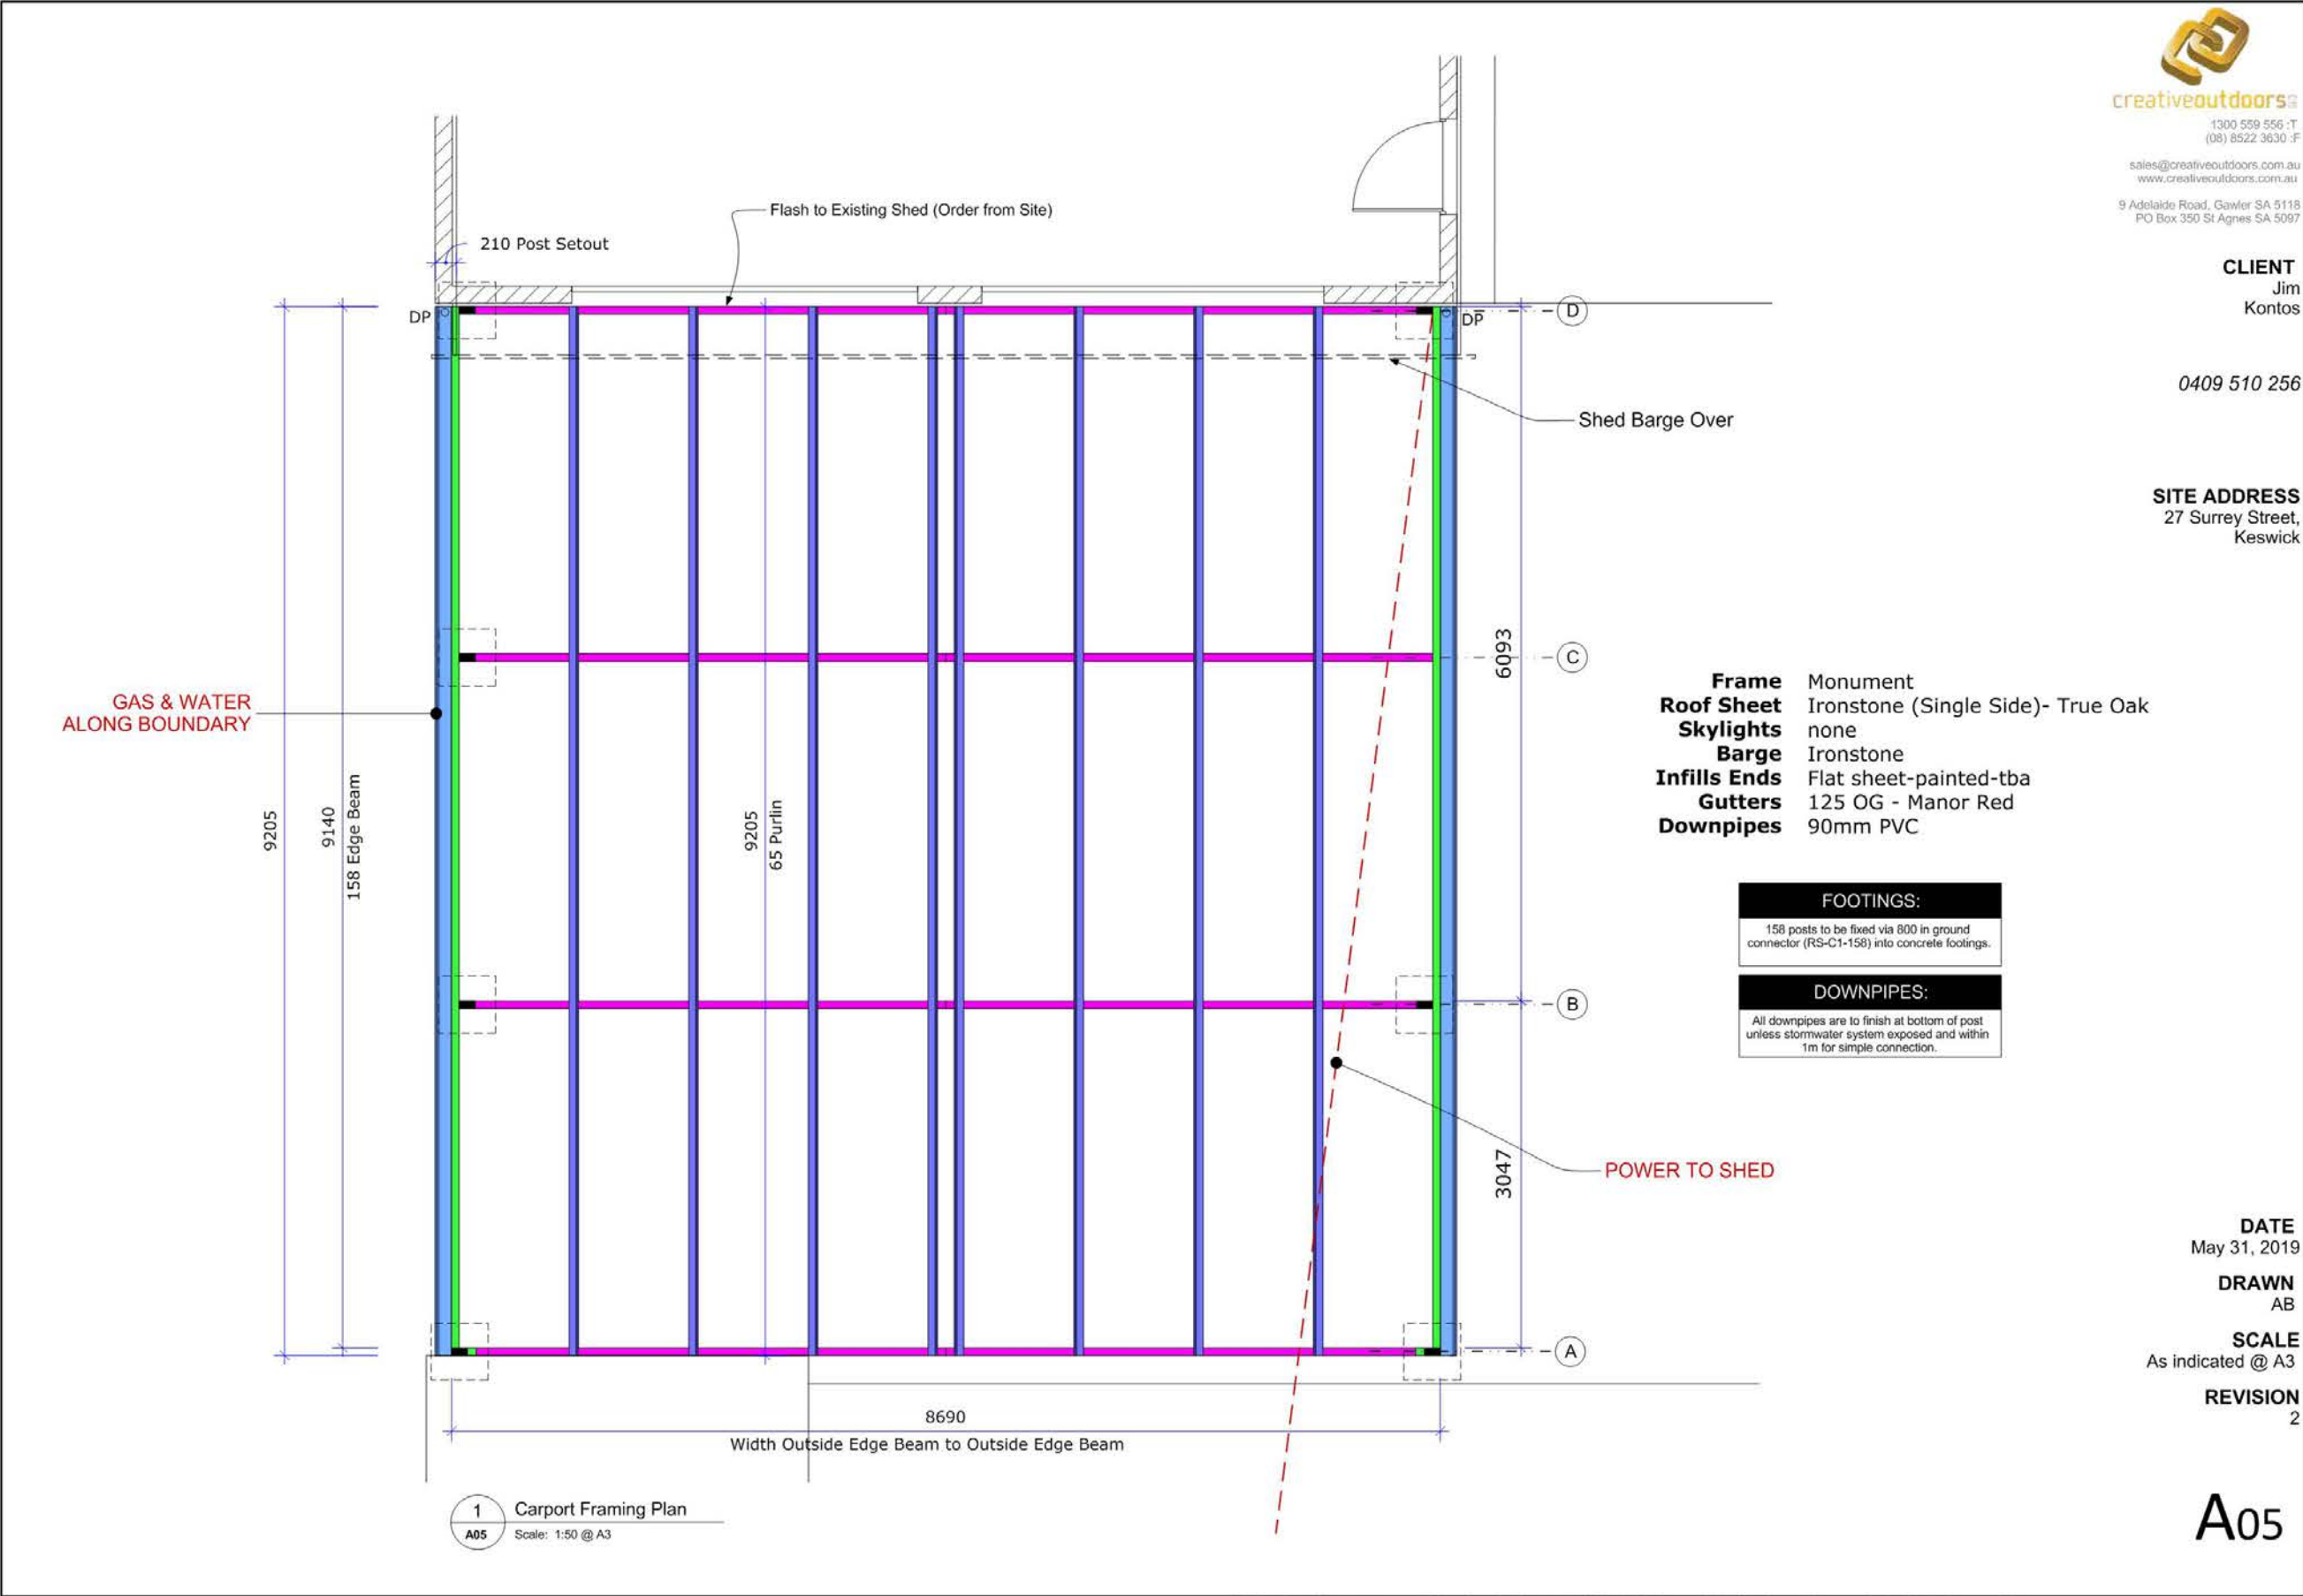 creativeoutdoors
1300 559 556 :T
(08) 8522 3630 :F
sales@creativeoutdoors.com.au
www.creativeoutdoors.com.au
9 Adelaide Road, Gawler SA 5118
PO Box 350 St Agnes SA 5097
CLIENT
Jim
Kontos
0409 510 256
SITE ADDRESS
27 Surrey Street,
Keswick
Flash to Existing Shed (Order from Site)
210 Post Setout
DP
DP
D
Shed Barge Over
C
6093
GAS & WATER
ALONG BOUNDARY
9205
9140
158 Edge Beam
9205
65 Purlin
Frame Monument
Roof Sheet Ironstone (Single Side)- True Oak
Skylights none
Barge Ironstone
Infills Ends Flat sheet-painted-tba
Gutters 125 OG - Manor Red
Downpipes 90mm PVC
FOOTINGS:
158 posts to be fixed via 800 in ground
connector (RS-C1-158) into concrete footings.
DOWNPIPES:
All downpipes are to finish at bottom of post
unless stormwater system exposed and within
1m for simple connection.
B
3047
POWER TO SHED
A
8690
Width Outside Edge Beam to Outside Edge Beam
1
A05
Carport Framing Plan
Scale: 1:50 @ A3
DATE
May 31, 2019
DRAWN
AB
SCALE
As indicated @ A3
REVISION
2
A05